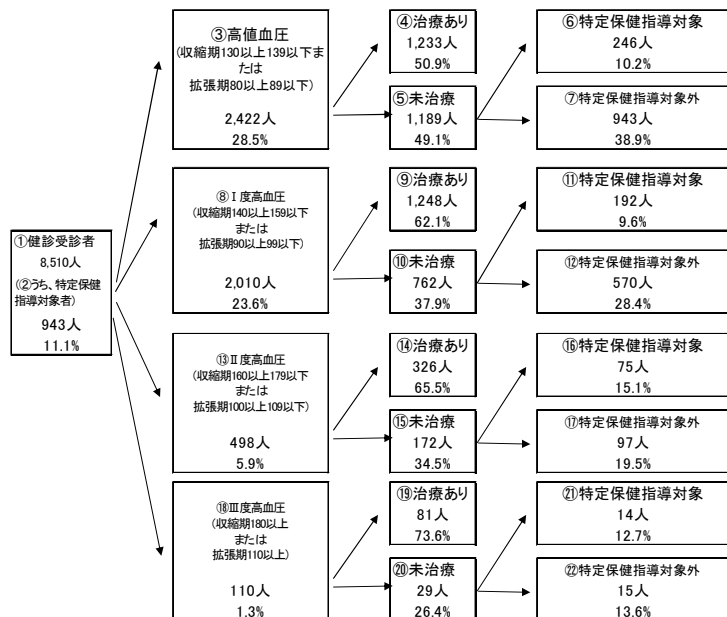 ①健診受診者
8,510人
(②うち、特定保健
指導対象者)
943人
11.1%
③高値血圧
(収縮期130以上139以下ま
たは
拡張期80以上89以下)
2,422人
28.5%
④治療あり
1,233人
50.9%
⑤未治療
1,189人
49.1%
⑥特定保健指導対象
246人
10.2%
⑦特定保健指導対象外
943人
38.9%
⑧Ⅰ度高血圧
(収縮期140以上159以下
または
拡張期90以上99以下)
2,010人
23.6%
⑨治療あり
1,248人
62.1%
⑩未治療
762人
37.9%
⑪特定保健指導対象
192人
9.6%
⑫特定保健指導対象外
570人
28.4%
⑬Ⅱ度高血圧
(収縮期160以上179以下
または
拡張期100以上109以下)
498人
5.9%
⑭治療あり
326人
65.5%
⑮未治療
172人
34.5%
⑯特定保健指導対象
75人
15.1%
⑰特定保健指導対象外
97人
19.5%
⑱Ⅲ度高血圧
(収縮期180以上
または
拡張期110以上)
110人
1.3%
⑲治療あり
81人
73.6%
⑳未治療
29人
26.4%
㉑特定保健指導対象
14人
12.7%
㉒特定保健指導対象外
15人
13.6%